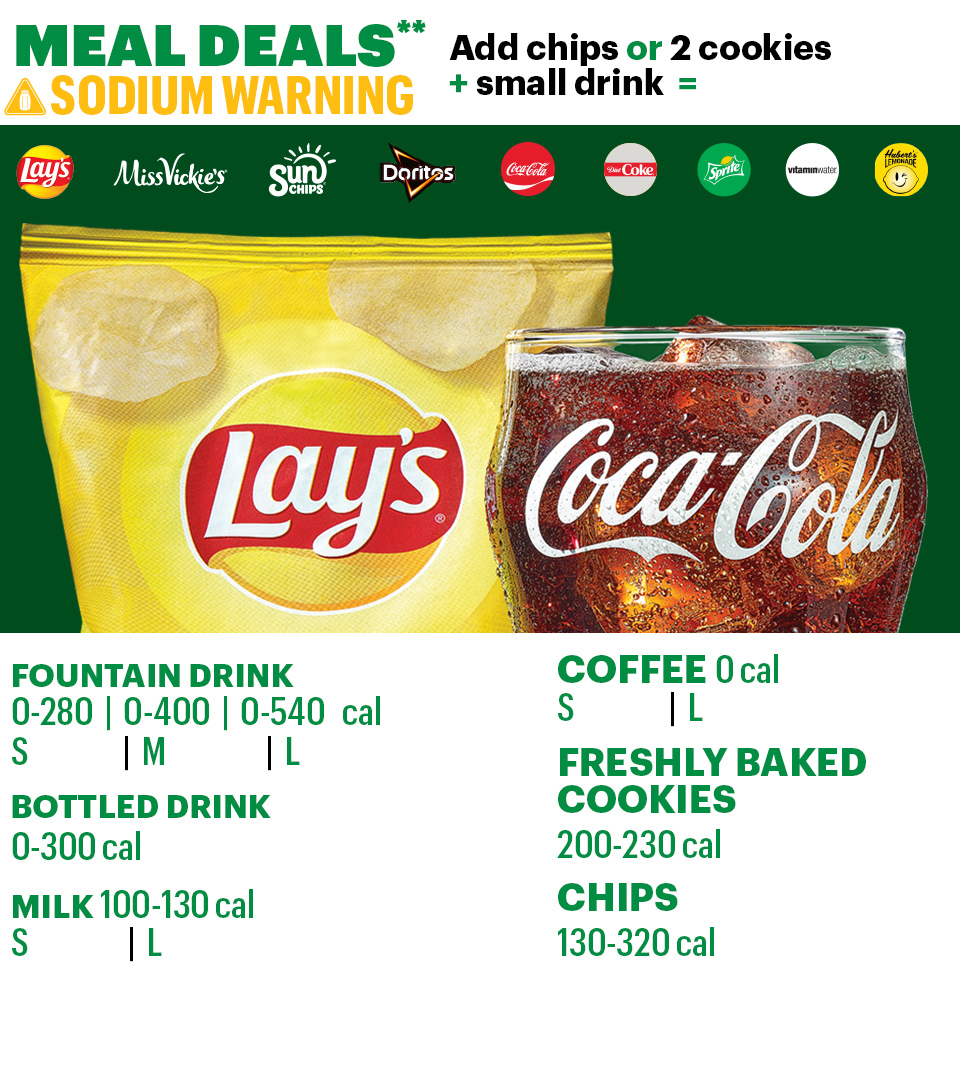 MEAL DEALS**
SODIUM WARNING
Add chips or 2 cookies
+ small drink =
Lay's
Miss Vickie's
Sun CHIPS
Doritos
Coca-Cola
Diet Coke
Sprite
vitaminwater
Hubert's LEMONADE
Lay's®
Coca-Cola
FOUNTAIN DRINK
0-280 | 0-400 | 0-540 cal
S | M | L
BOTTLED DRINK
0-300 cal
MILK 100-130 cal
S | L
COFFEE 0 cal
S | L
FRESHLY BAKED
COOKIES
200-230 cal
CHIPS
130-320 cal